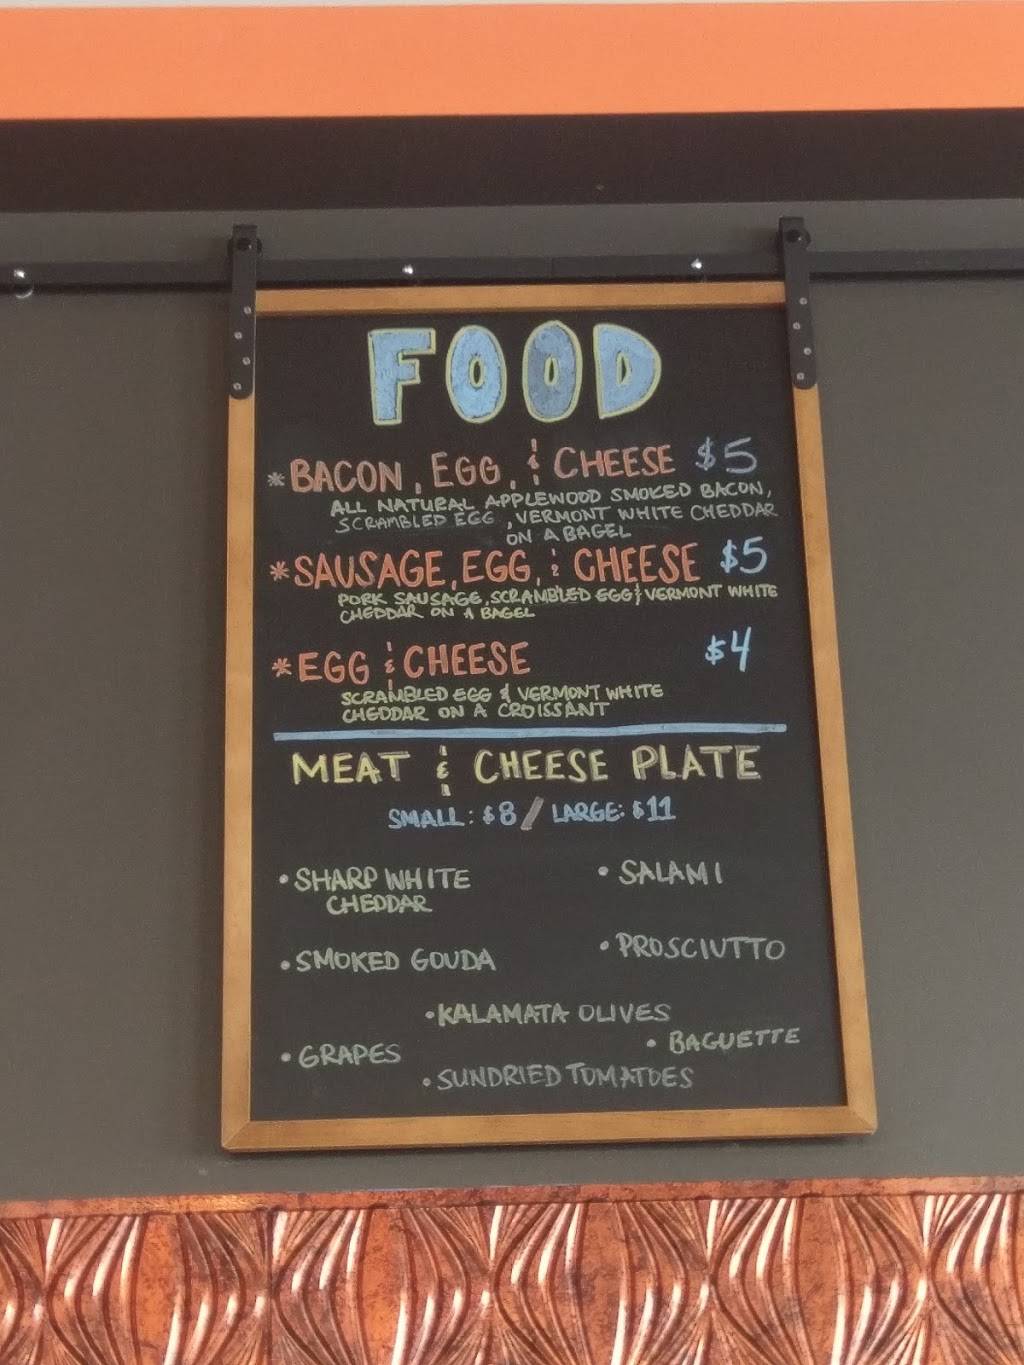 FOOD
*BACON, EGG, & CHEESE $5
ALL NATURAL APPLEWOOD SMOKED BACON,
SCRAMBLED EGG, VERMONT WHITE CHEDDAR
ON A BAGEL
*SAUSAGE, EGG, & CHEESE $5
PORK SAUSAGE, SCRAMBLED EGG & VERMONT WHITE
CHEDDAR ON A BAGEL
*EGG & CHEESE $4
SCRAMBLED EGG & VERMONT WHITE
CHEDDAR ON A CROISSANT
MEAT & CHEESE PLATE
SMALL: $8 / LARGE: $11
• SHARP WHITE
CHEDDAR
• SALAMI
• SMOKED GOUDA
• PROSCIUTTO
• KALAMATA OLIVES
• BAGUETTE
• GRAPES
• SUNDRIED TOMATOES